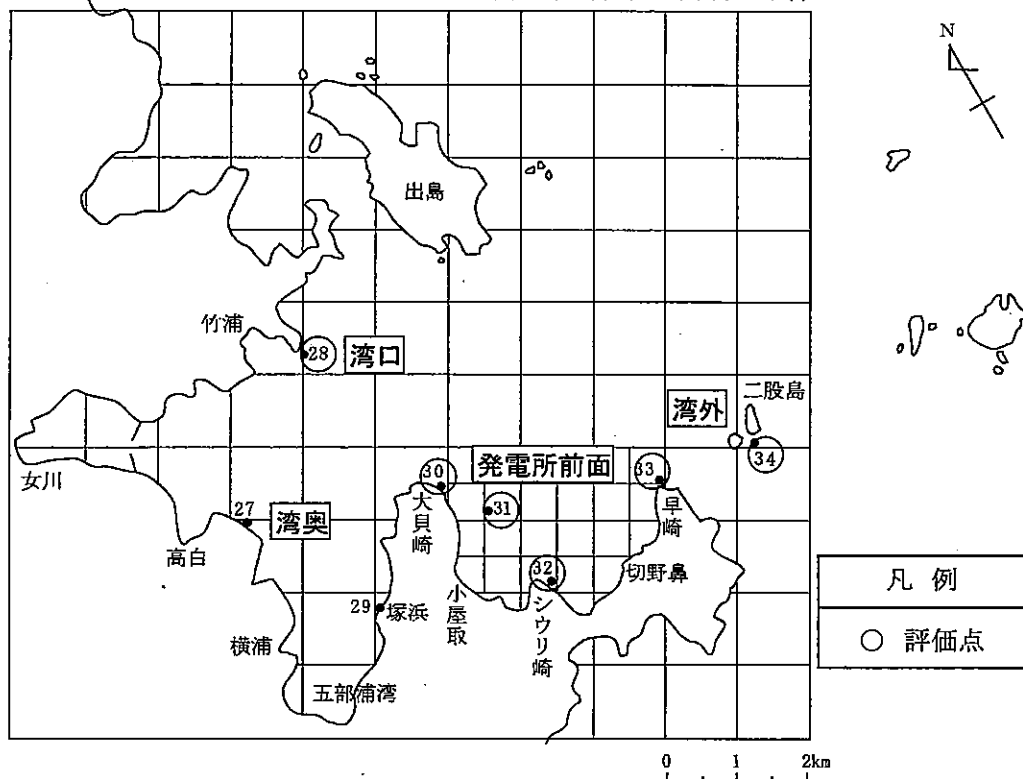 N
出島
竹浦
28
湾口
二股島
湾外
34
女川
30
発電所前面
33
31
大貝崎
早崎
27
湾奥
高白
32
切野鼻
29
塚浜
小屋取
シウリ崎
横浦
五部浦湾
凡例
○ 評価点
0 1 2km